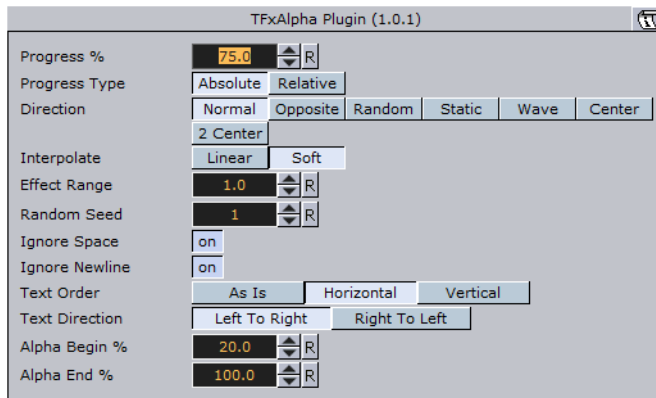 TFxAlpha Plugin (1.0.1)
Progress % 75.0 R
Progress Type Absolute Relative
Direction Normal Opposite Random Static Wave Center
2 Center
Interpolate Linear Soft
Effect Range 1.0 R
Random Seed 1 R
Ignore Space on
Ignore Newline on
Text Order As Is Horizontal Vertical
Text Direction Left To Right Right To Left
Alpha Begin % 20.0 R
Alpha End % 100.0 R